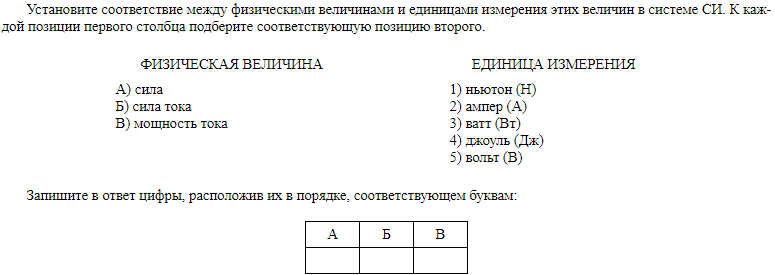 Установите соответствие между физическими величинами и единицами измерения этих величин в системе СИ. К каж-
дой позиции первого столбца подберите соответствующую позицию второго.
ФИЗИЧЕСКАЯ ВЕЛИЧИНА
А) сила
Б) сила тока
В) мощность тока
ЕДИНИЦА ИЗМЕРЕНИЯ
1) ньютон (Н)
2) ампер (А)
3) ватт (Вт)
4) джоуль (Дж)
5) вольт (В)
Запишите в ответ цифры, расположив их в порядке, соответствующем буквам:
А Б В